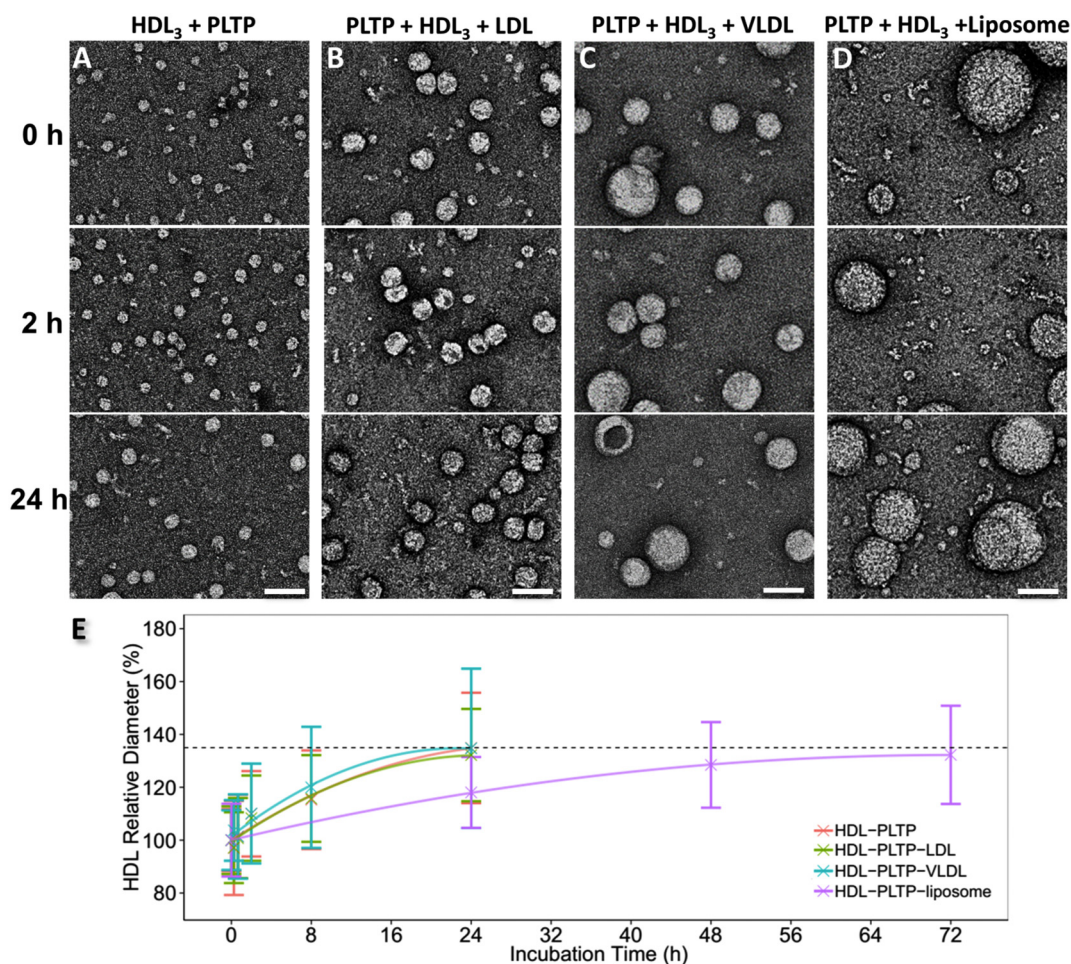 HDL₃ + PLTP
PLTP + HDL₃ + LDL
PLTP + HDL₃ + VLDL
PLTP + HDL₃ +Liposome
A
B
C
D
0 h
2 h
24 h
E
HDL Relative Diameter (%)
180
160
140
120
100
80
HDL−PLTP
HDL−PLTP−LDL
HDL−PLTP−VLDL
HDL−PLTP−liposome
0
8
16
24
32
40
48
56
64
72
Incubation Time (h)